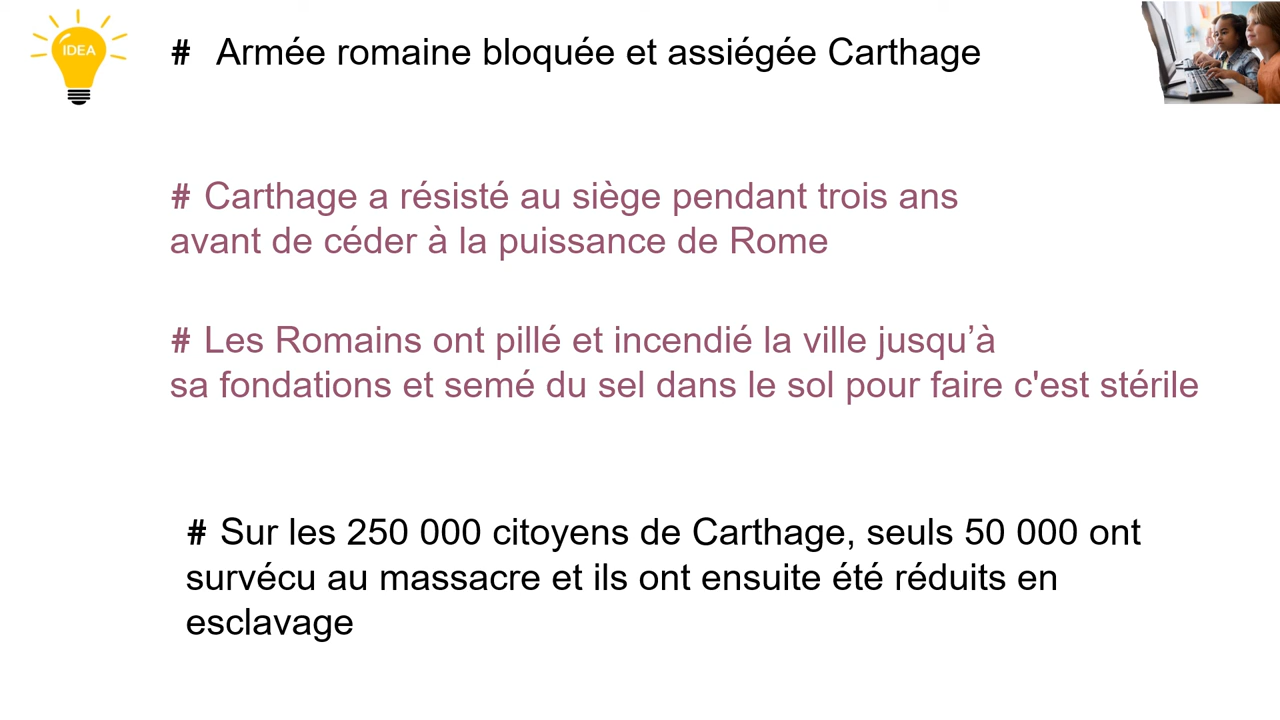 IDEA
# Armée romaine bloquée et assiégée Carthage
# Carthage a résisté au siège pendant trois ans
avant de céder à la puissance de Rome
# Les Romains ont pillé et incendié la ville jusqu’à
sa fondations et semé du sel dans le sol pour faire c'est stérile
# Sur les 250 000 citoyens de Carthage, seuls 50 000 ont
survécu au massacre et ils ont ensuite été réduits en
esclavage